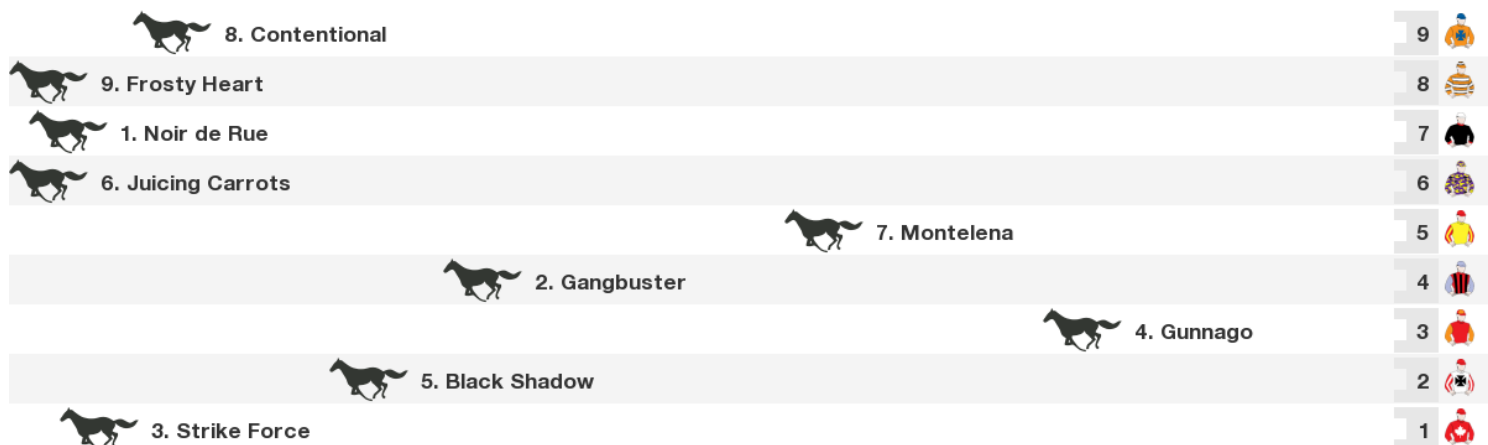 8. Contentional 9
9. Frosty Heart 8
1. Noir de Rue 7
6. Juicing Carrots 6
7. Montelena 5
2. Gangbuster 4
4. Gunnago 3
5. Black Shadow 2
3. Strike Force 1